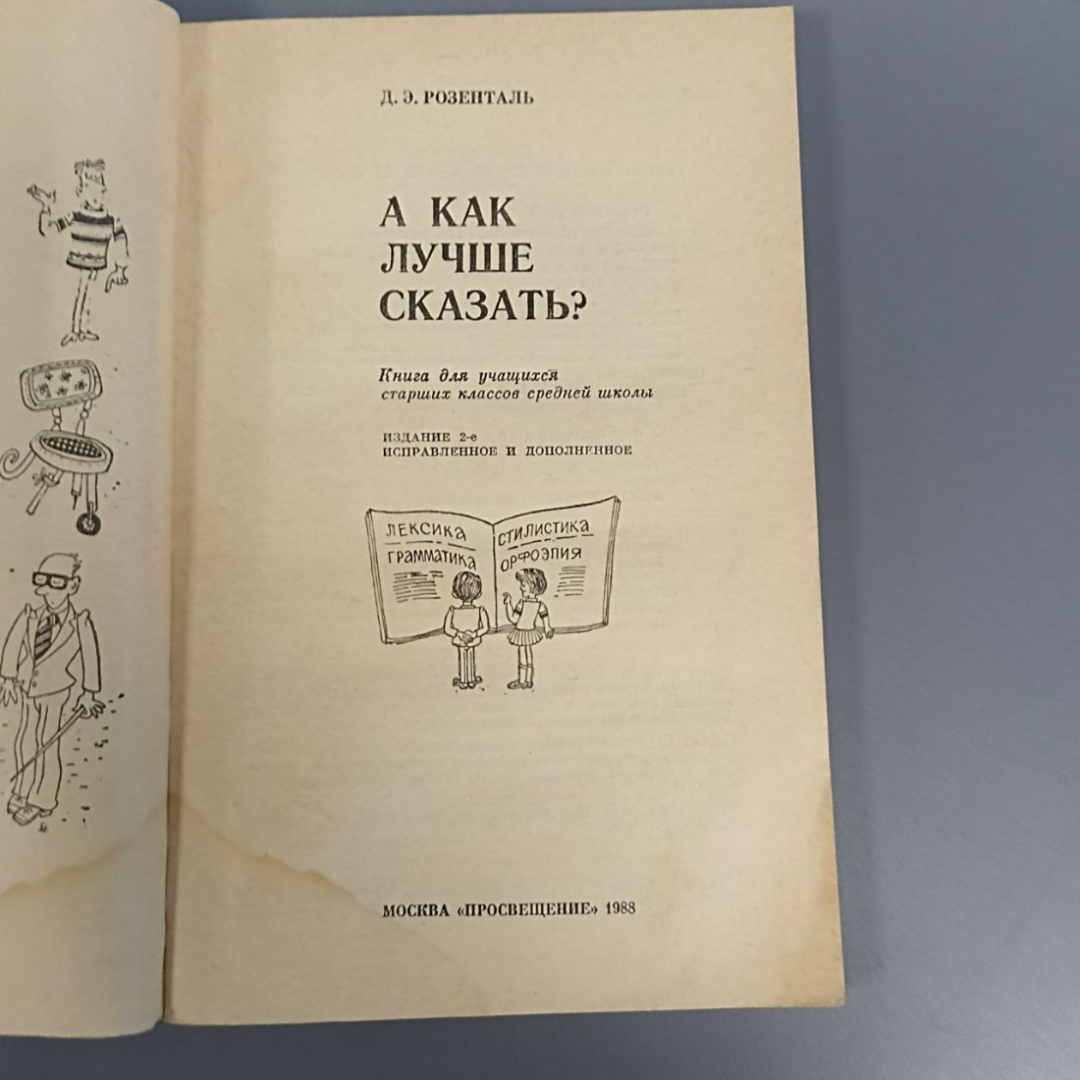 Д. Э. РОЗЕНТАЛЬ
А КАК
ЛУЧШЕ
СКАЗАТЬ?
Книга для учащихся
старших классов средней школы
ИЗДАНИЕ 2-е
ИСПРАВЛЕННОЕ И ДОПОЛНЕННОЕ
ЛЕКСИКА
ГРАММАТИКА
СТИЛИСТИКА
ОРФОЭПИЯ
МОСКВА «ПРОСВЕЩЕНИЕ» 1988